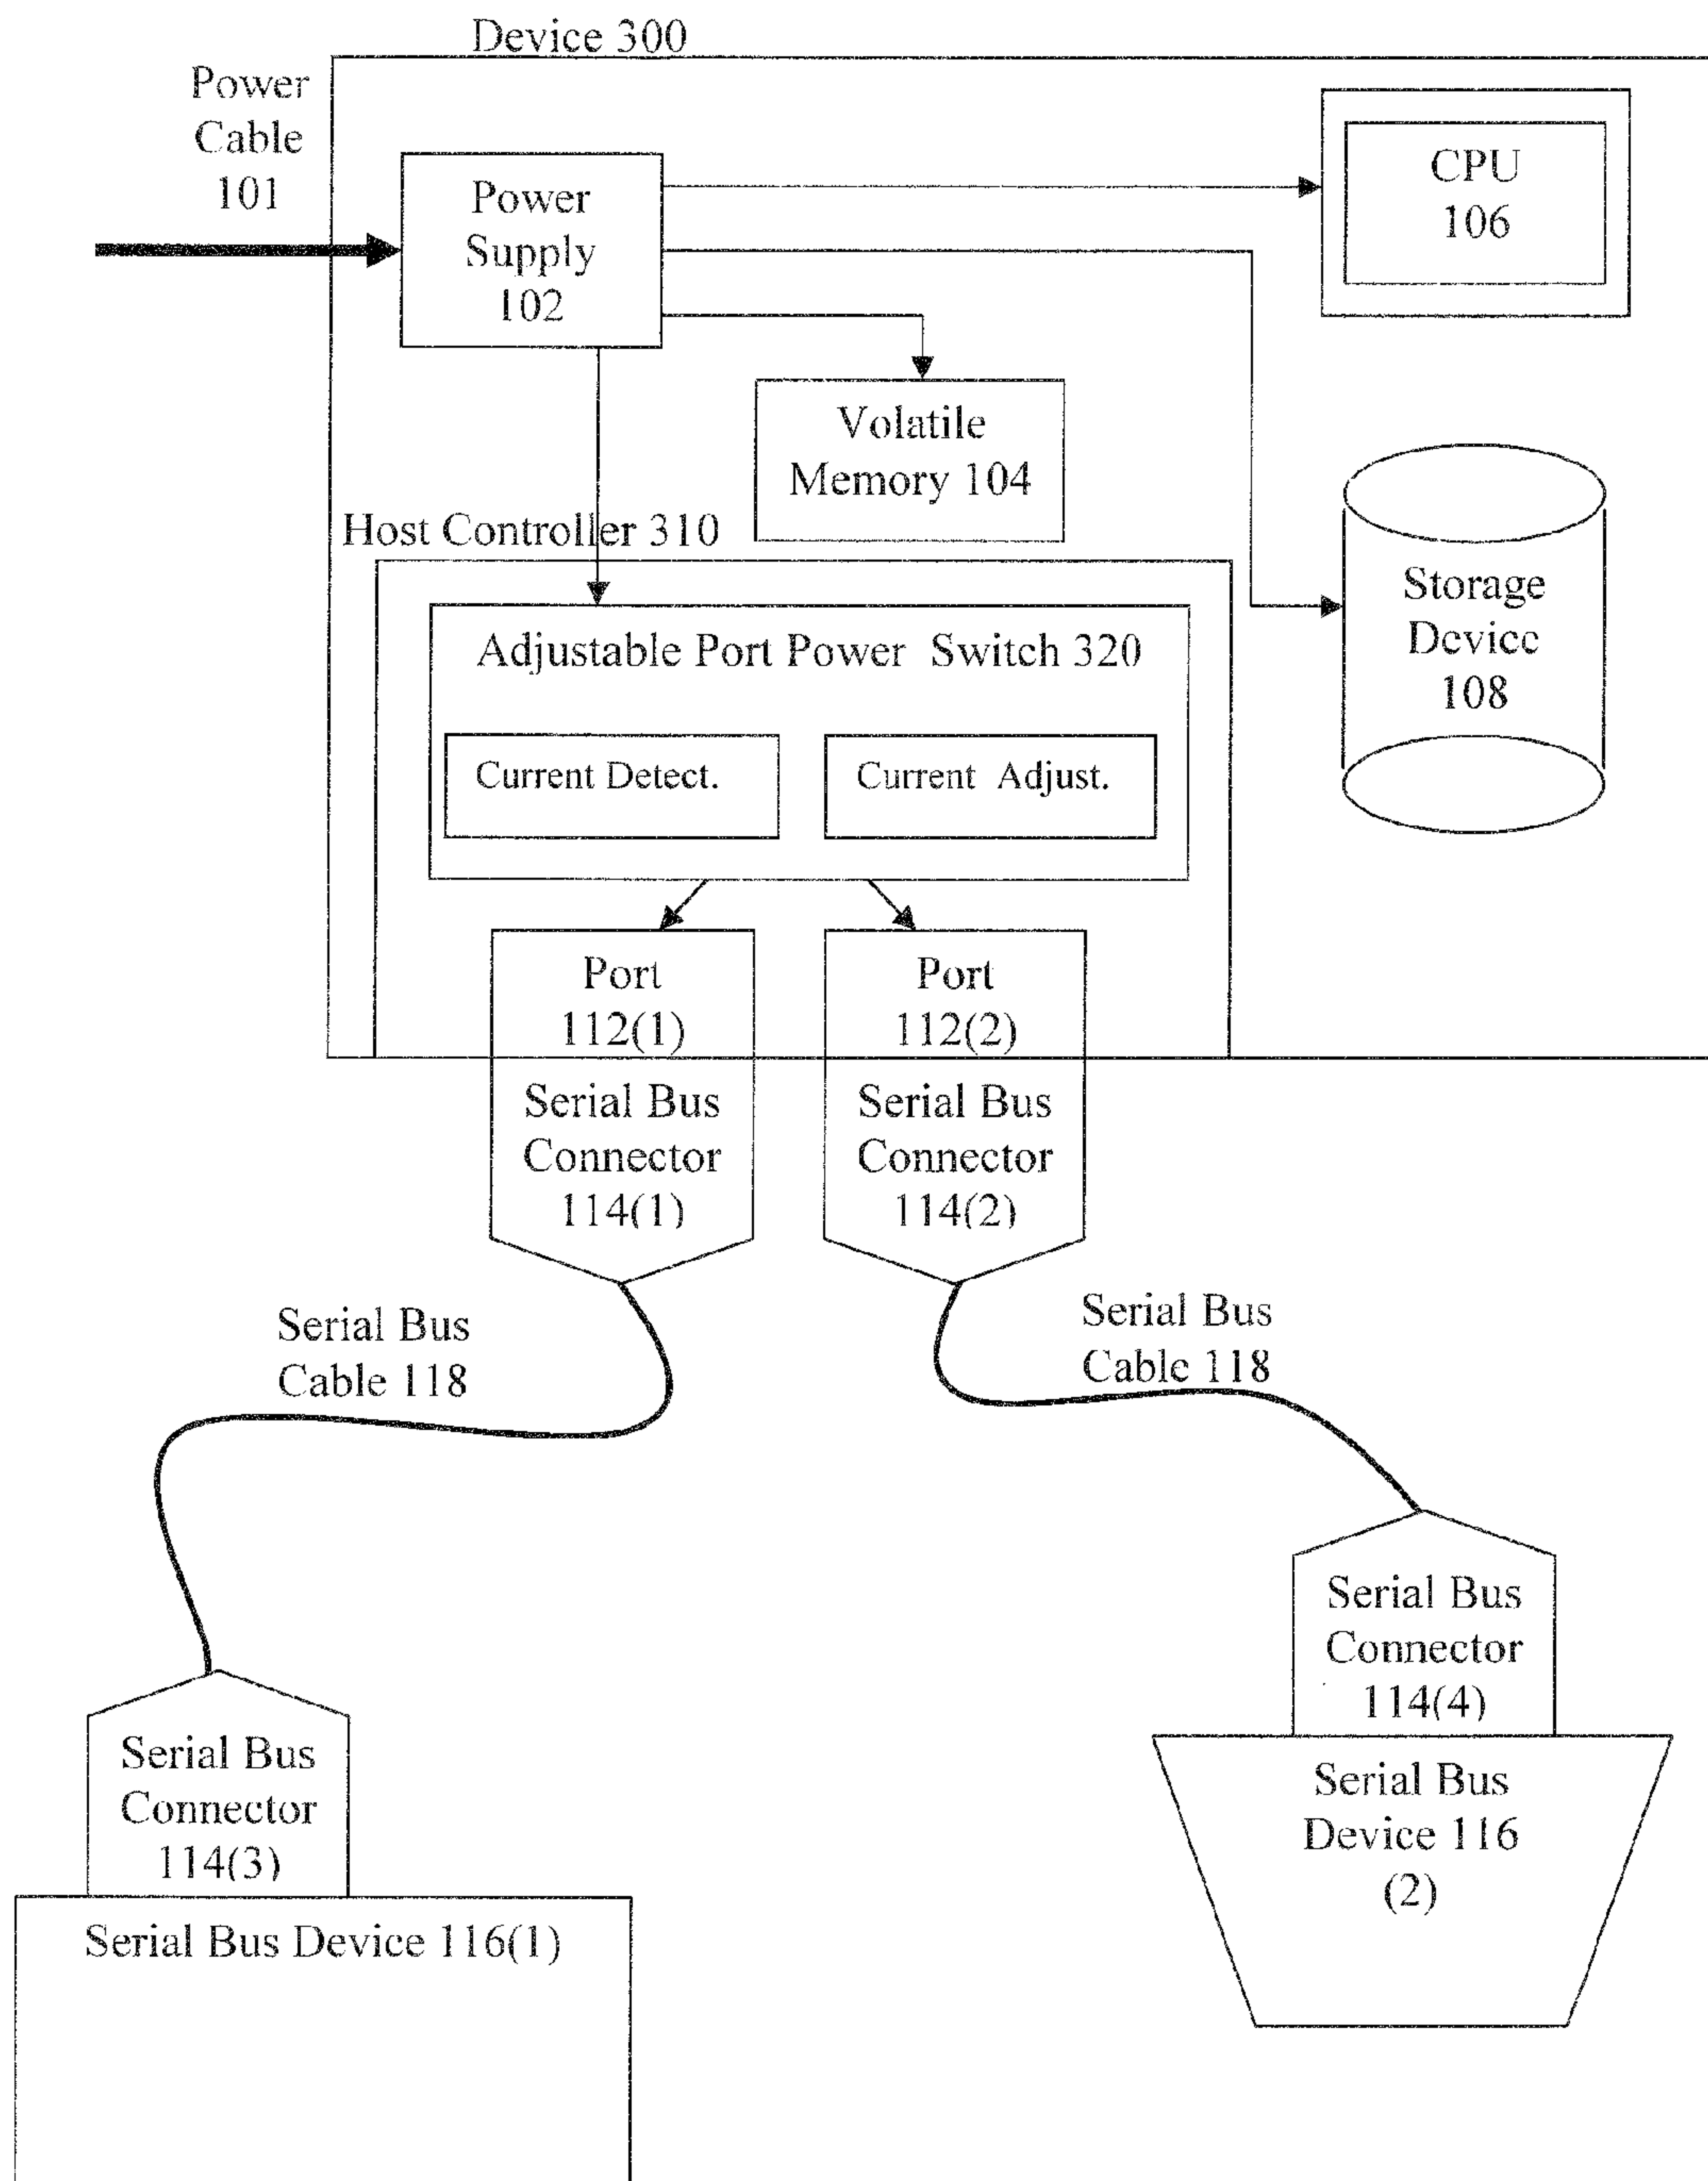 Device 300
Power
Cable
101
Power
Supply
102
CPU
106
Volatile
Memory 104
Host Controller 310
Storage
Device
108
Adjustable Port Power Switch 320
Current Detect.
Current Adjust.
Port
112(1)
Port
112(2)
Serial Bus
Connector
114(1)
Serial Bus
Connector
114(2)
Serial Bus
Cable 118
Serial Bus
Cable 118
Serial Bus
Connector
114(4)
Serial Bus
Device 116
(2)
Serial Bus
Connector
114(3)
Serial Bus Device 116(1)